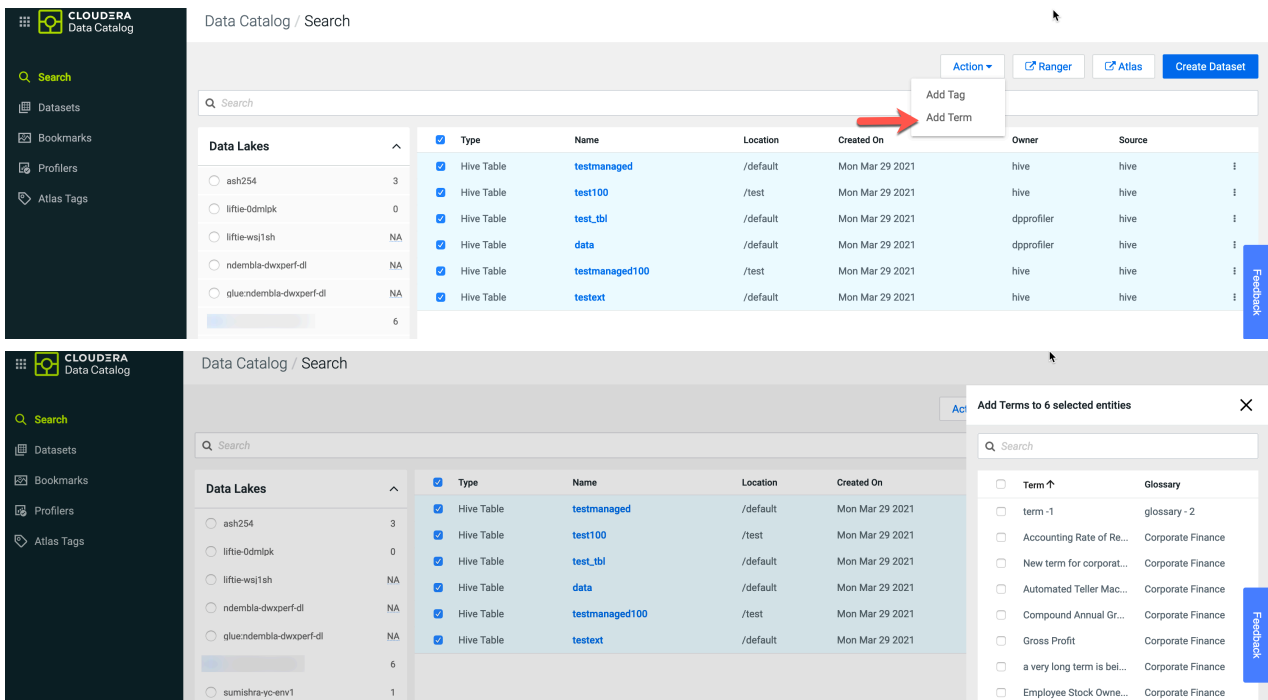 CLOUDERA
Data Catalog
Data Catalog / Search
Search
Datasets
Bookmarks
Profilers
Atlas Tags
Action
Ranger
Atlas
Create Dataset
Add Tag
Add Term
Search
Data Lakes
ash254 3
liftie-0dmlpk 0
liftie-wsj1sh NA
ndembla-dwxperf-dl NA
glue:ndembla-dwxperf-dl NA
6
Type Name Location Created On Owner Source
Hive Table testmanaged /default Mon Mar 29 2021 hive hive
Hive Table test100 /test Mon Mar 29 2021 hive hive
Hive Table test_tbl /default Mon Mar 29 2021 dpprofiler hive
Hive Table data /default Mon Mar 29 2021 dpprofiler hive
Hive Table testmanaged100 /test Mon Mar 29 2021 hive hive
Hive Table testext /default Mon Mar 29 2021 hive hive
Feedback
CLOUDERA
Data Catalog
Data Catalog / Search
Search
Datasets
Bookmarks
Profilers
Atlas Tags
Act
Search
Data Lakes
ash254 3
liftie-0dmlpk 0
liftie-wsj1sh NA
ndembla-dwxperf-dl NA
glue:ndembla-dwxperf-dl NA
6
sumishra-yc-env1 1
Type Name Location Created On
Hive Table testmanaged /default Mon Mar 29 2021
Hive Table test100 /test Mon Mar 29 2021
Hive Table test_tbl /default Mon Mar 29 2021
Hive Table data /default Mon Mar 29 2021
Hive Table testmanaged100 /test Mon Mar 29 2021
Hive Table testext /default Mon Mar 29 2021
Add Terms to 6 selected entities
Search
Term Glossary
term -1 glossary - 2
Accounting Rate of Re... Corporate Finance
New term for corporat... Corporate Finance
Automated Teller Mac... Corporate Finance
Compound Annual Gr... Corporate Finance
Gross Profit Corporate Finance
a very long term is bei... Corporate Finance
Employee Stock Owne... Corporate Finance
Feedback